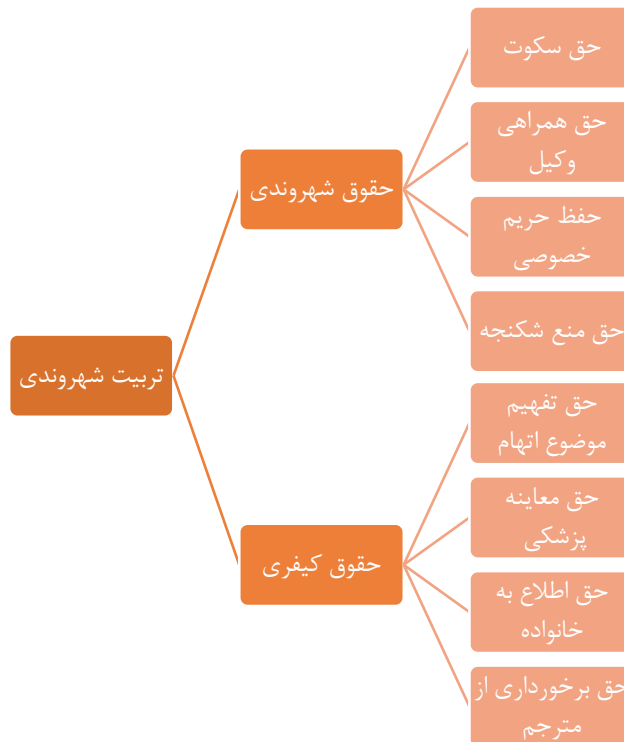 حق سکوت
حق همراهی
وکیل
حقوق شهروندی
حفظ حریم
خصوصی
حق منع شکنجه
تربیت شهروندی
حق تفهیم
موضوع اتهام
حق معاینه
پزشکی
حقوق کیفری
حق اطلاع به
خانواده
حق برخورداری از
مترجم